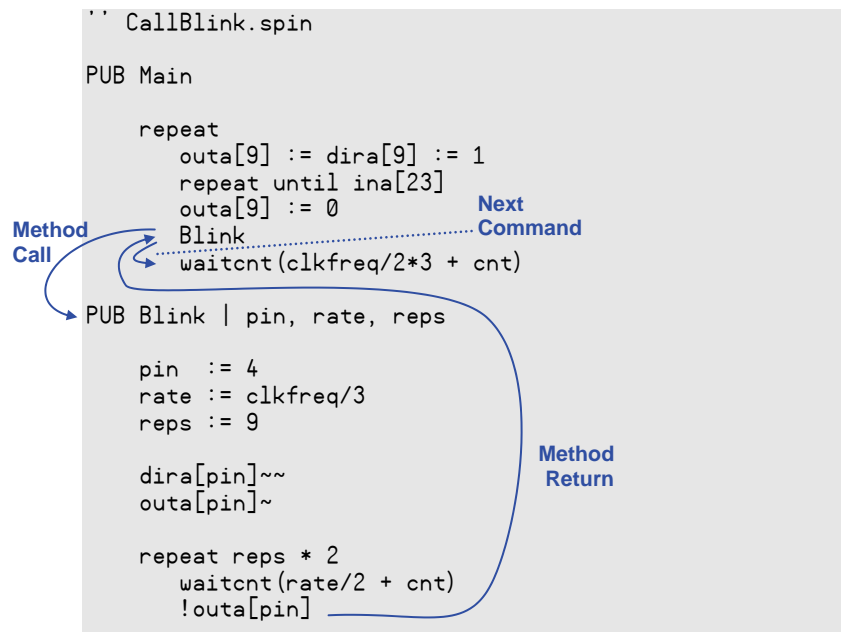 '' CallBlink.spin
PUB Main
repeat
outa[9] := dira[9] := 1
repeat until ina[23]
outa[9] := 0
Next
Command
Method
Call
Blink
waitcnt(clkfreq/2*3 + cnt)
PUB Blink | pin, rate, reps
pin := 4
rate := clkfreq/3
reps := 9
Method
Return
dira[pin]~~
outa[pin]~
repeat reps * 2
waitcnt(rate/2 + cnt)
!outa[pin]